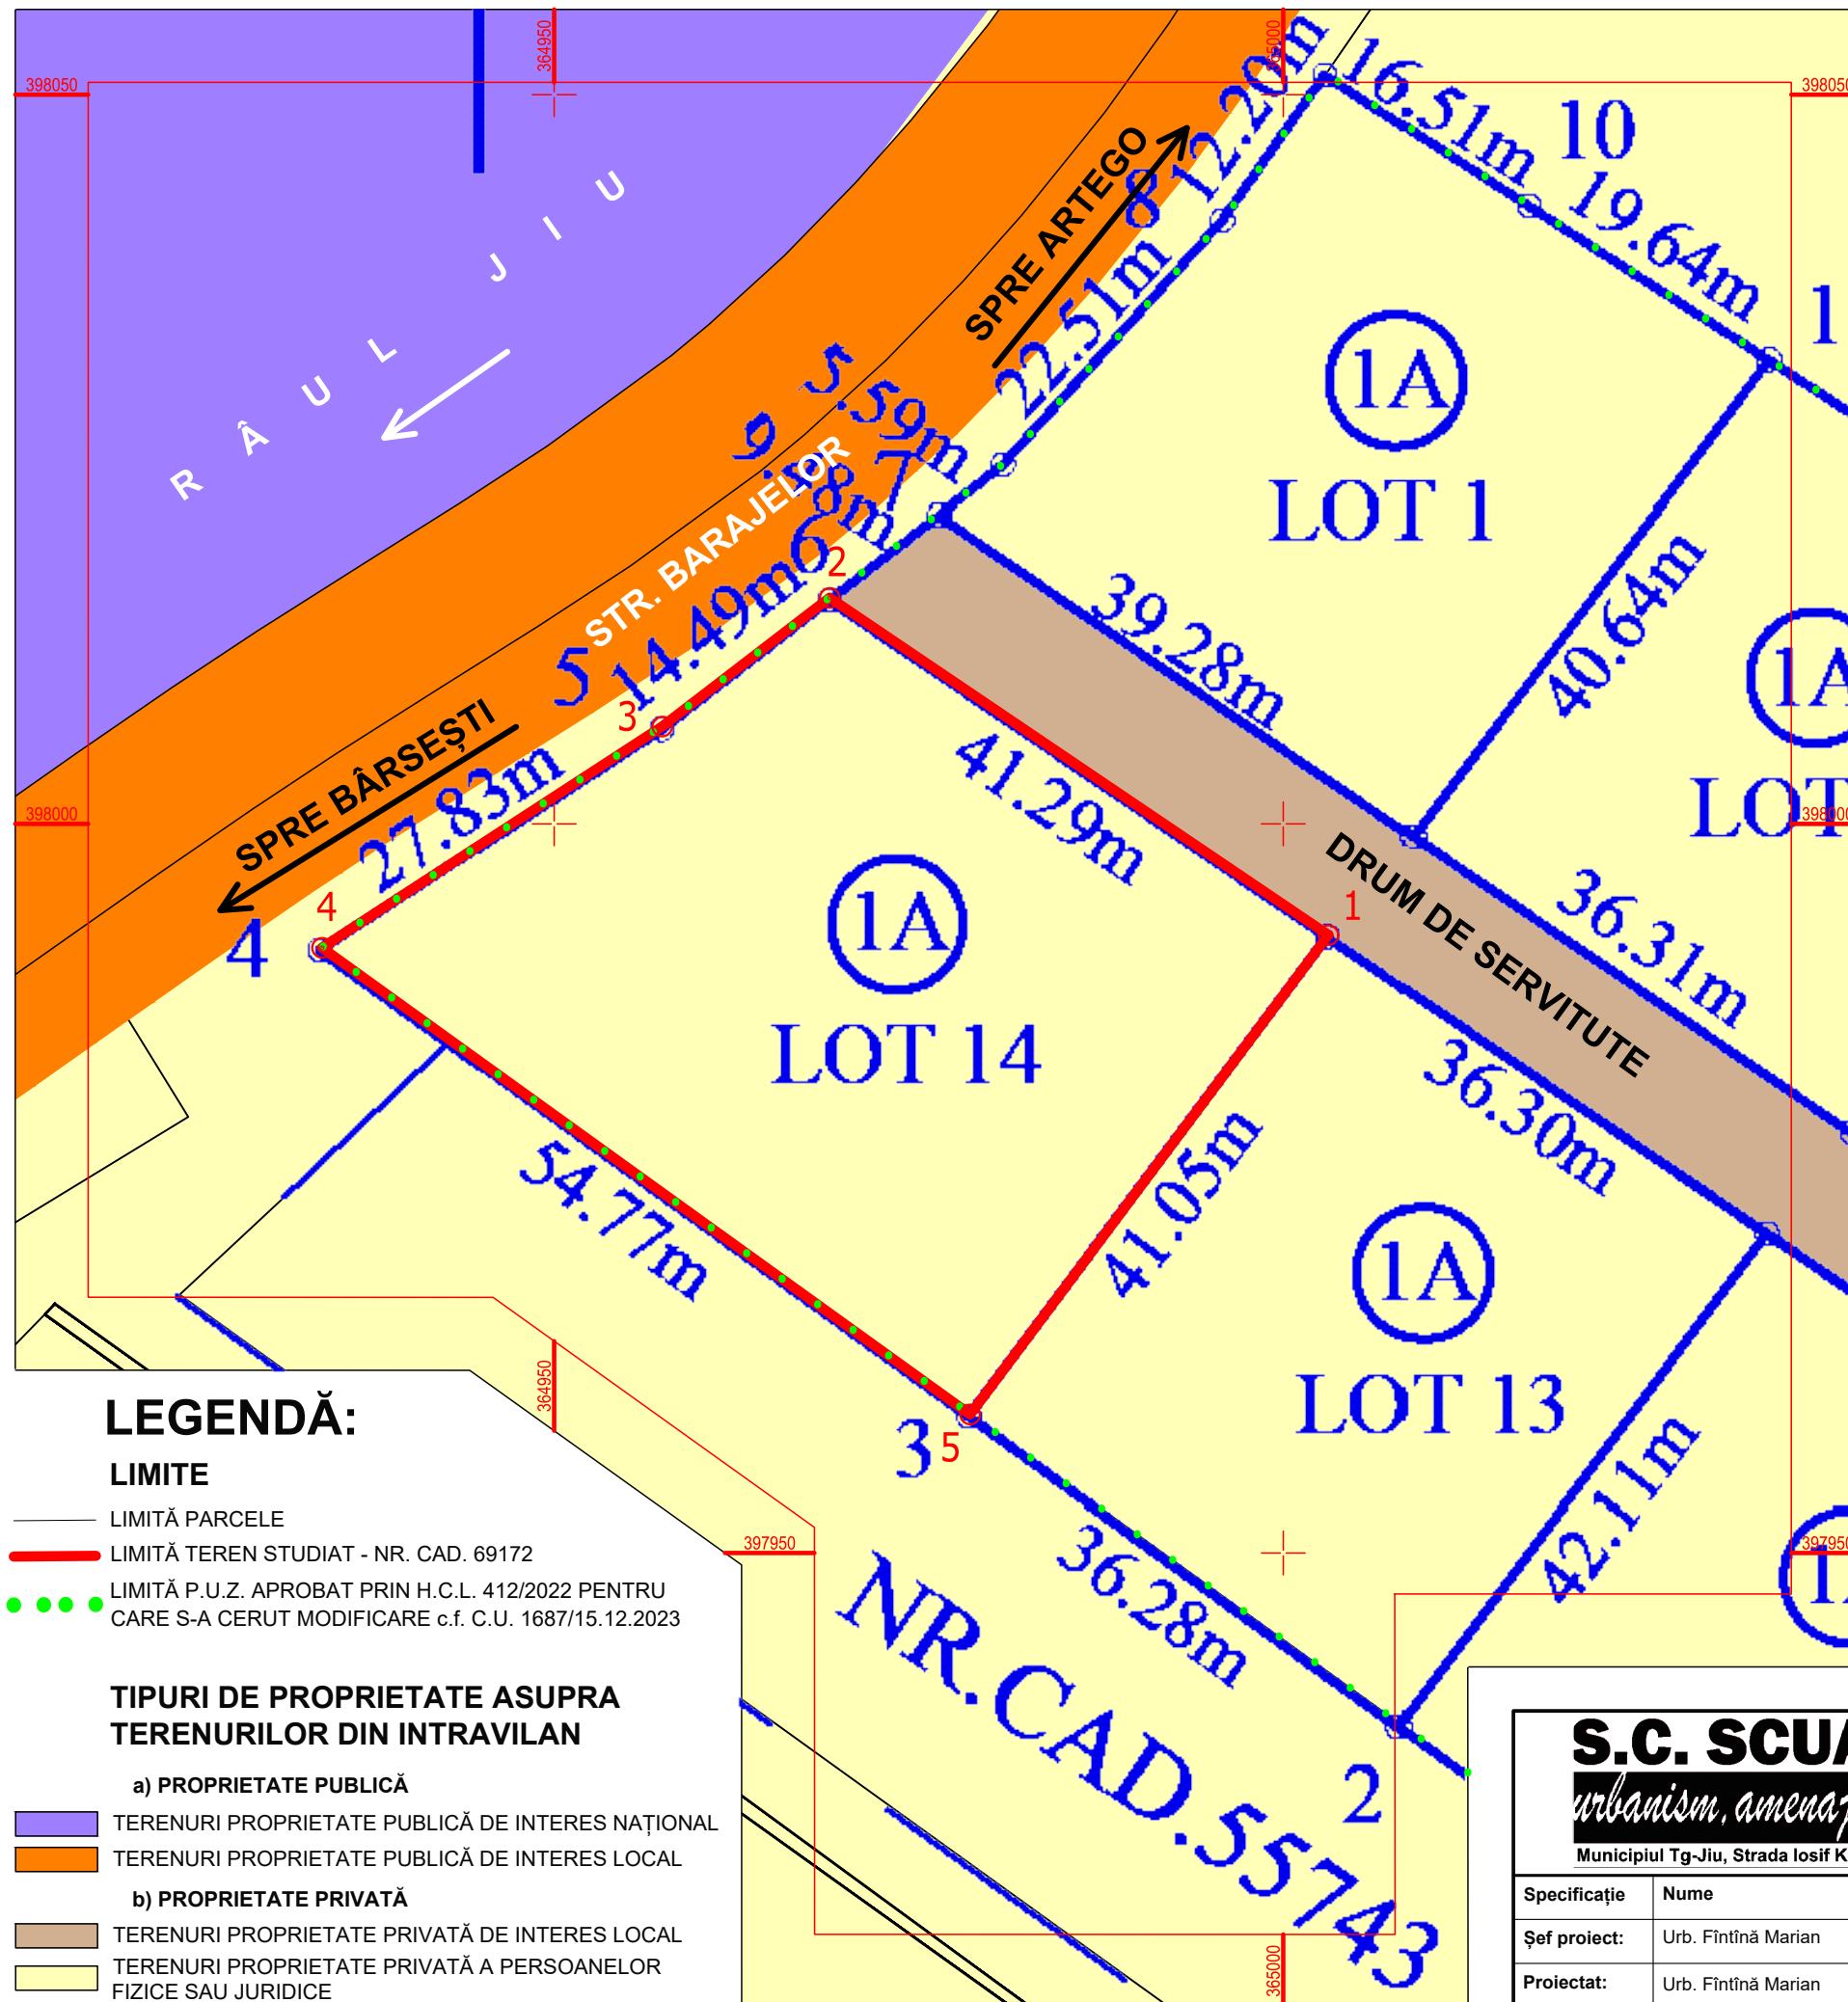 364950
365000
398050
398050
R Â U L J I U
SPRE ARTEGO
STR. BARAJELOR
SPRE BÂRSEȘTI
12.20m
16.51m
10
19.64m
8
22.51m
1
5.59m
7
9.
8m
6
14.49m
5
27.83m
4
1A
LOT 1
40.64m
39.28m
41.29m
1A
LOT
2
3
4
1
398000
398000
DRUM DE SERVITUTE
36.31m
36.30m
1A
LOT 14
54.77m
41.05m
1A
LOT 13
42.11m
3
5
36.28m
2
NR.CAD.55743
364950
397950
397950
365000
LEGENDĂ:
LIMITE
LIMITĂ PARCELE
LIMITĂ TEREN STUDIAT - NR. CAD. 69172
LIMITĂ P.U.Z. APROBAT PRIN H.C.L. 412/2022 PENTRU
CARE S-A CERUT MODIFICARE c.f. C.U. 1687/15.12.2023
TIPURI DE PROPRIETATE ASUPRA
TERENURILOR DIN INTRAVILAN
a) PROPRIETATE PUBLICĂ
TERENURI PROPRIETATE PUBLICĂ DE INTERES NAȚIONAL
TERENURI PROPRIETATE PUBLICĂ DE INTERES LOCAL
b) PROPRIETATE PRIVATĂ
TERENURI PROPRIETATE PRIVATĂ DE INTERES LOCAL
TERENURI PROPRIETATE PRIVATĂ A PERSOANELOR
FIZICE SAU JURIDICE
S.C. SCUA
urbanism, amenaj
Municipiul Tg-Jiu, Strada Iosif K
Specificație Nume
Șef proiect: Urb. Fîntînă Marian
Proiectat: Urb. Fîntînă Marian